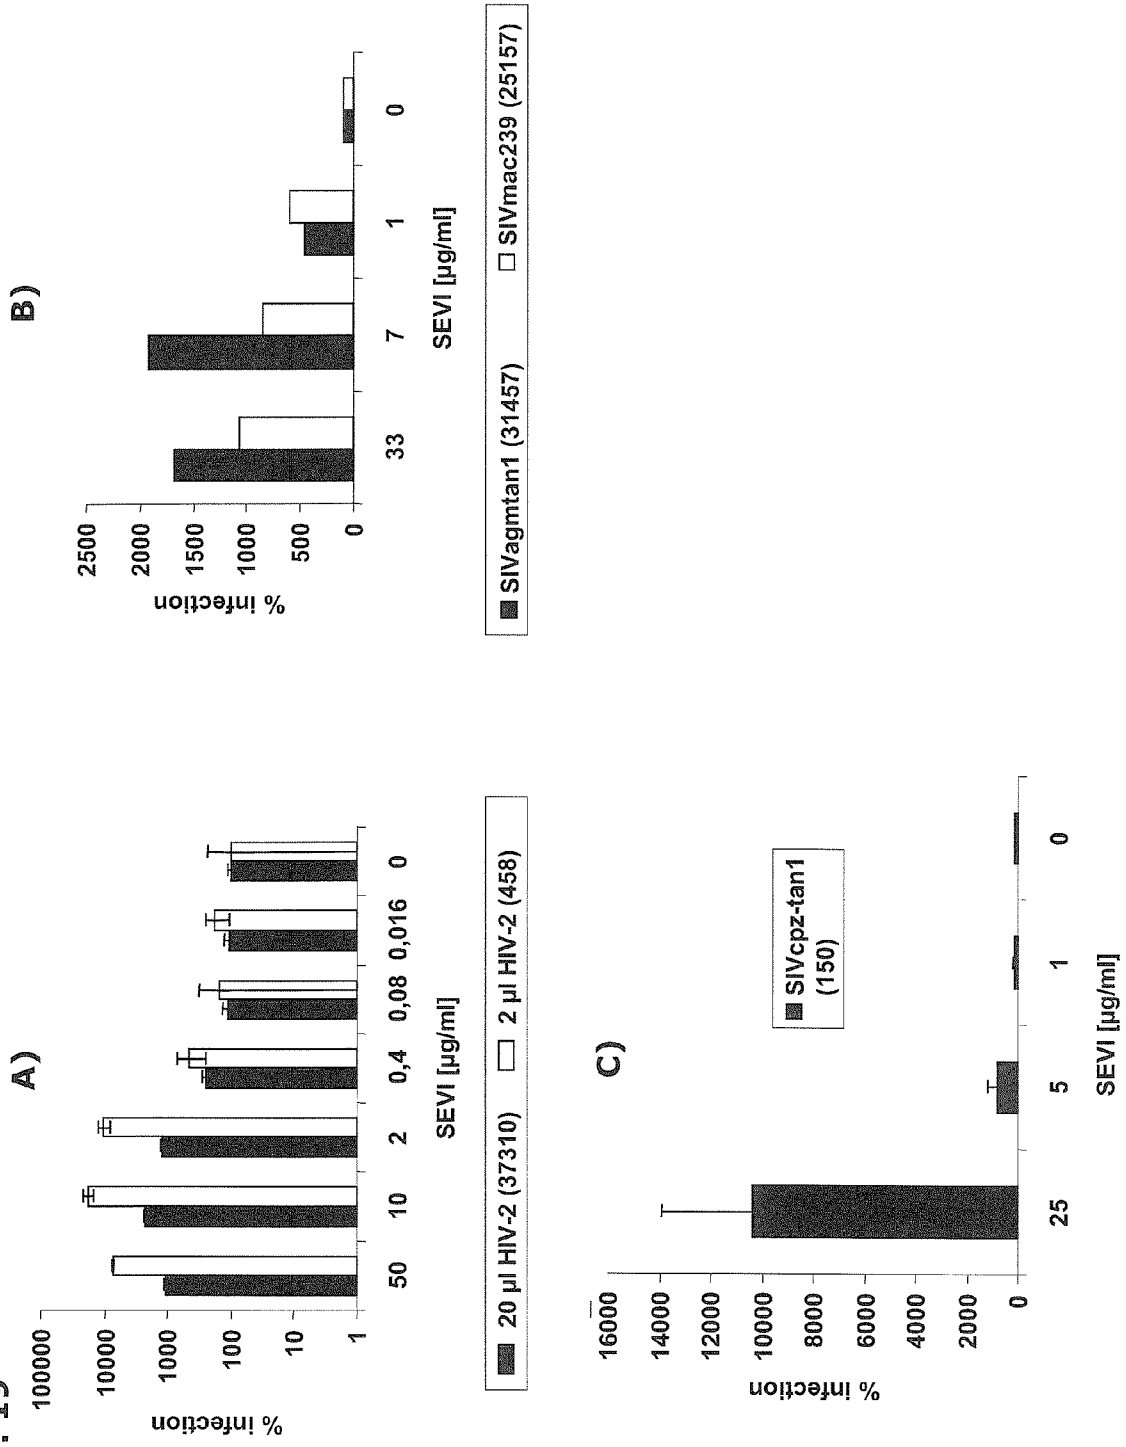 . 15
A)
% infection
100000
10000
1000
100
10
1
50 10 2 0,4 0,08 0,016 0
SEVI [µg/ml]
20 µl HIV-2 (37310) 2 µl HIV-2 (458)
B)
% infection
2500
2000
1500
1000
500
0
33 7 1 0
SEVI [µg/ml]
SIVagmtan1 (31457) SIVmac239 (25157)
C)
% infection
16000
14000
12000
10000
8000
6000
4000
2000
0
25 5 1 0
SEVI [µg/ml]
SIVcpz-tan1
(150)